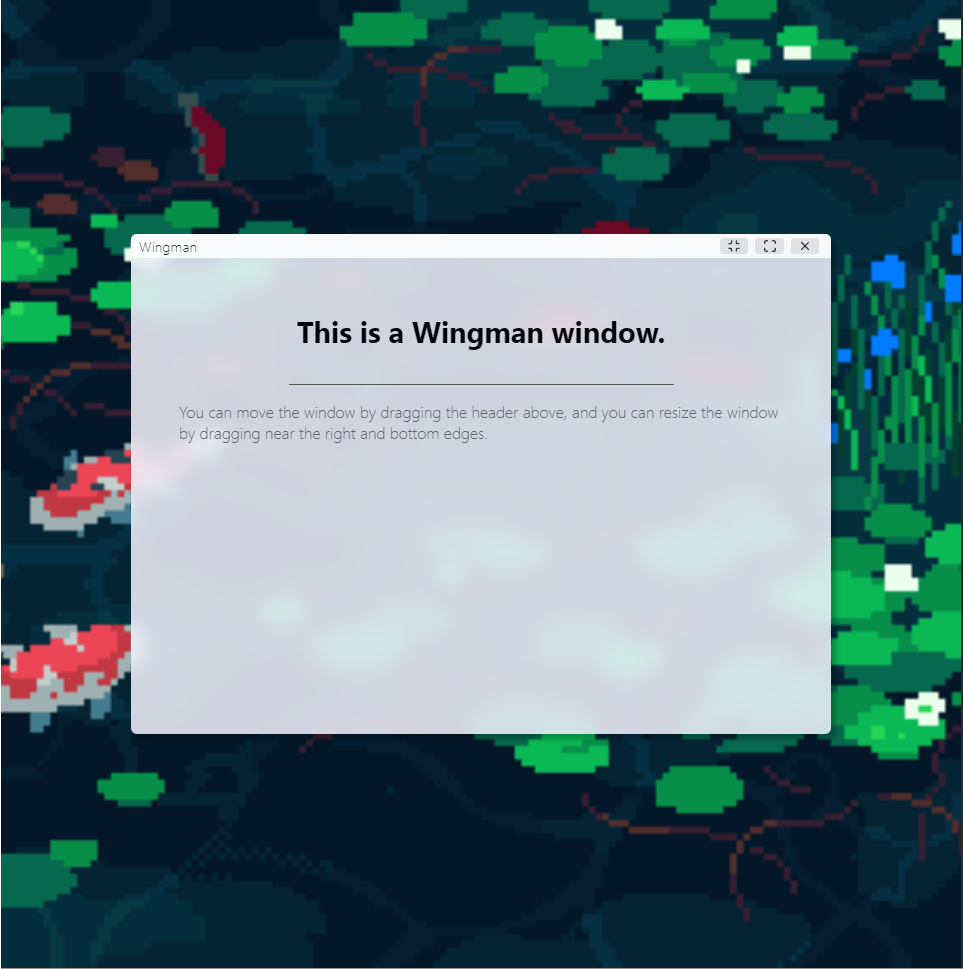 Wingman
This is a Wingman window.
You can move the window by dragging the header above, and you can resize the window
by dragging near the right and bottom edges.